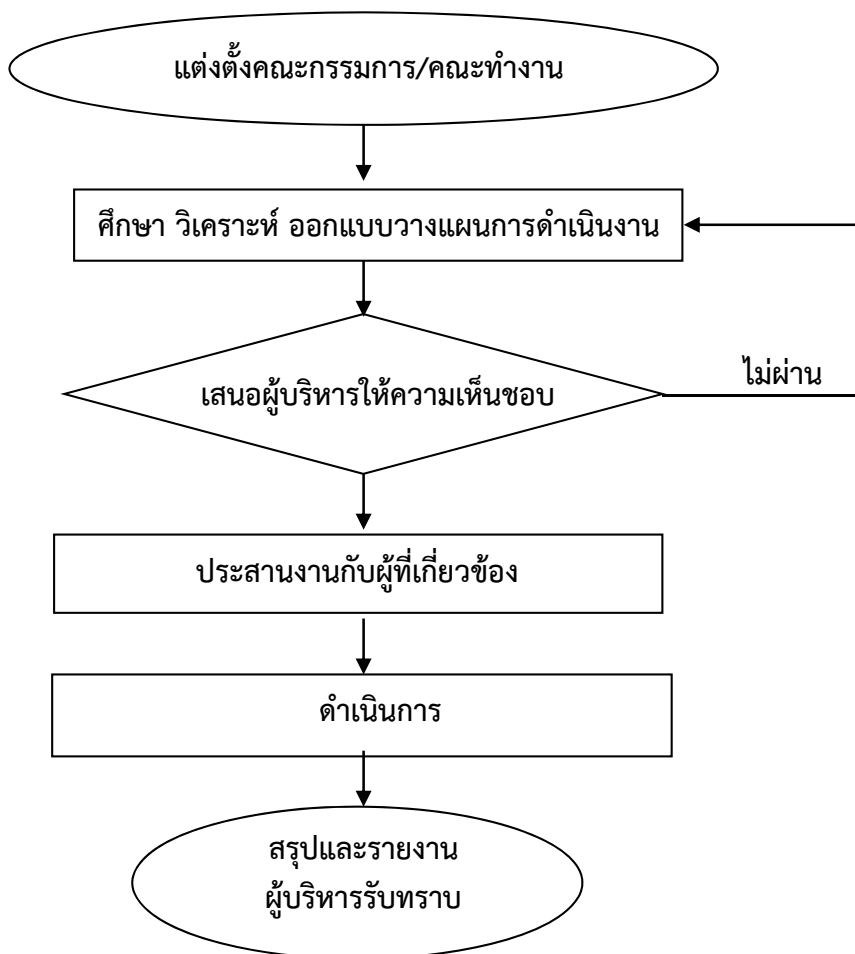 แต่งตั้งคณะกรรมการ/คณะทำงาน
ศึกษา วิเคราะห์ ออกแบบวางแผนการดำเนินงาน
เสนอผู้บริหารให้ความเห็นชอบ
ไม่ผ่าน
ประสานงานกับผู้ที่เกี่ยวข้อง
ดำเนินการ
สรุปและรายงาน
ผู้บริหารรับทราบ